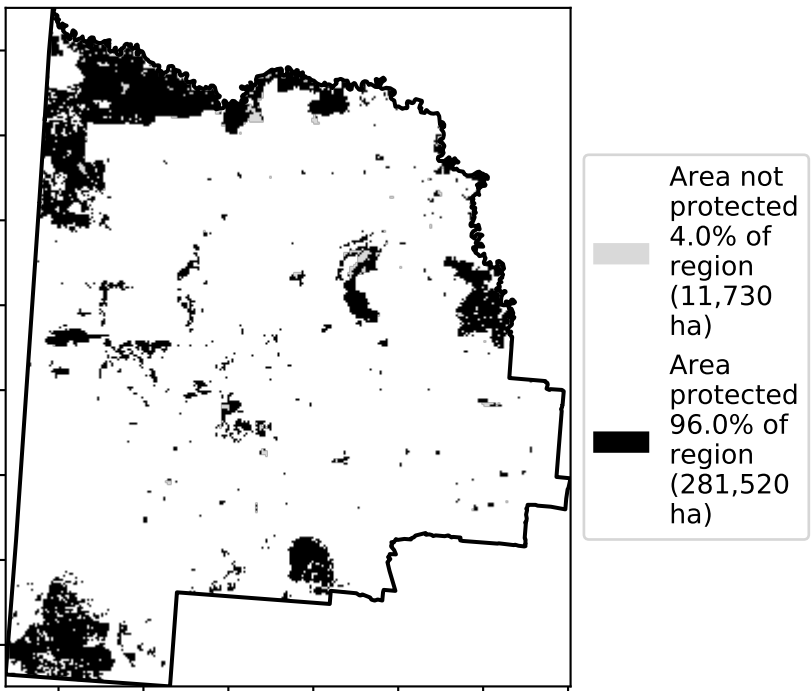 Area not
protected
4.0% of
region
(11,730
ha)
Area
protected
96.0% of
region
(281,520
ha)